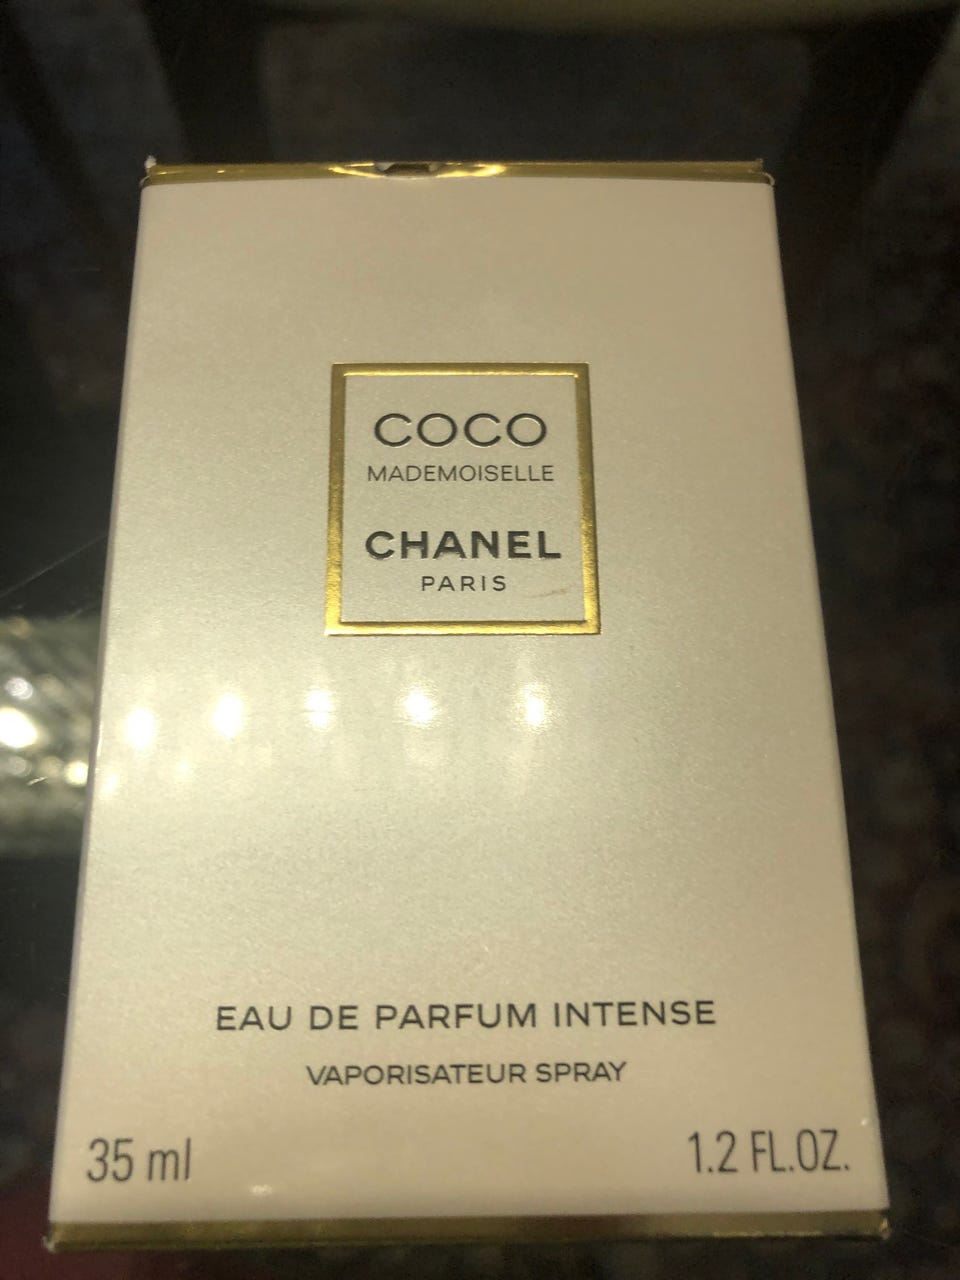 COCO
MADEMOISELLE
CHANEL
PARIS
EAU DE PARFUM INTENSE
VAPORISATEUR SPRAY
35 ml
1.2 FL.OZ.